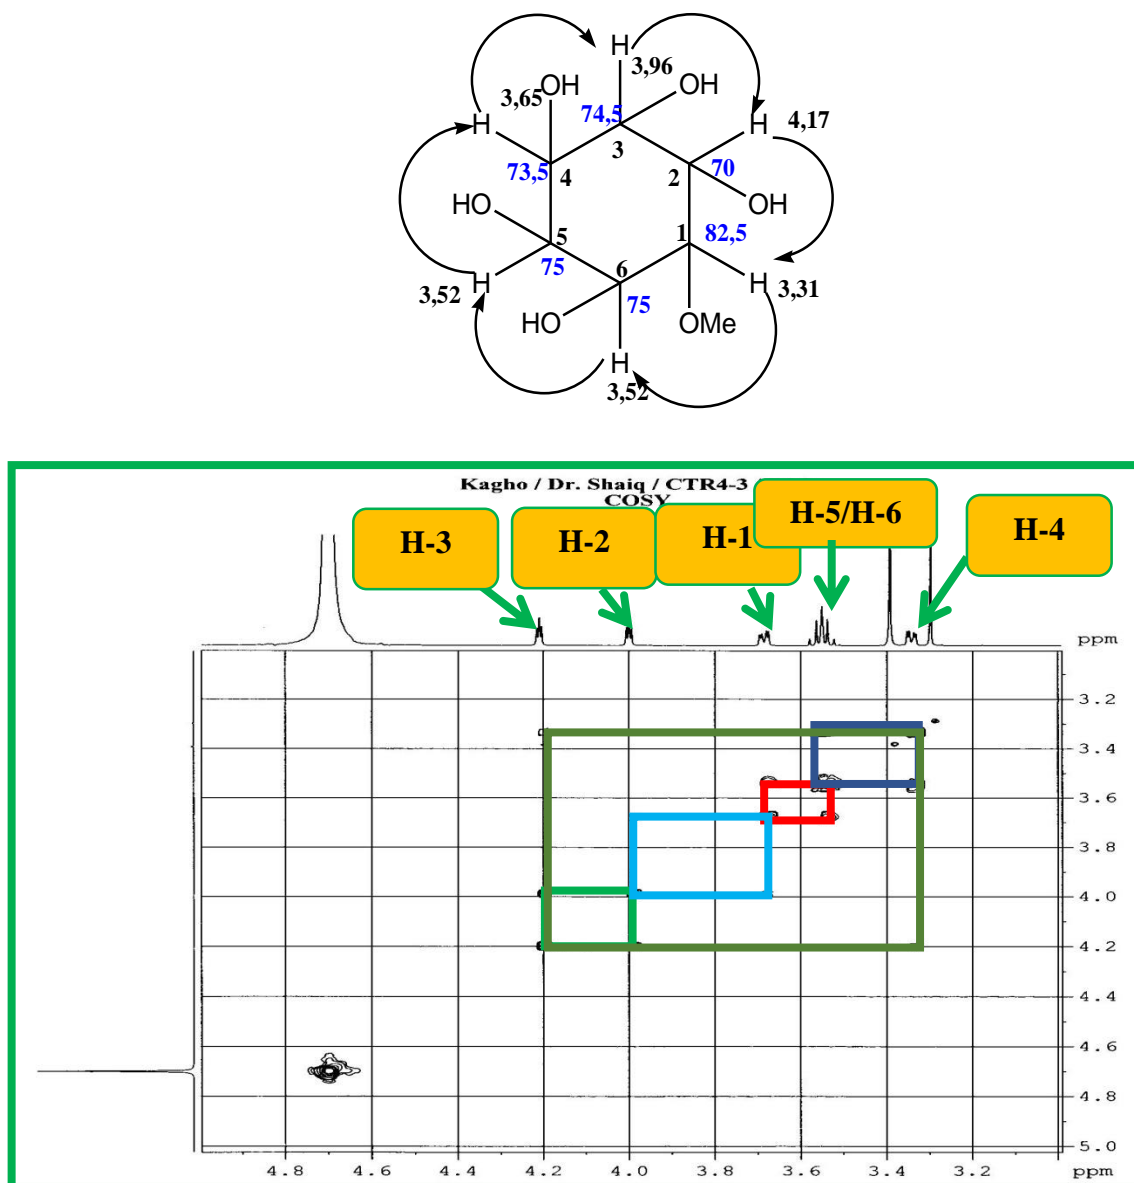 H
3,96
OH
3,65 OH
74,5
H
H 4,17
3
73,5 4
2 70
HO
OH
5
1 82,5
75
6
H
H
3,52
75
3,31
HO
OMe
H
3,52
Kagho / Dr. Shaiq / CTR4-3
COSY
H-3
H-2
H-1
H-5/H-6
H-4
ppm
3.2
3.4
3.6
3.8
4.0
4.2
4.4
4.6
4.8
5.0
4.8 4.6 4.4 4.2 4.0 3.8 3.6 3.4 3.2 ppm